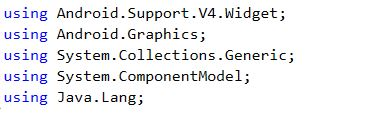 using Android.Support.V4.Widget;
using Android.Graphics;
using System.Collections.Generic;
using System.ComponentModel;
using Java.Lang;